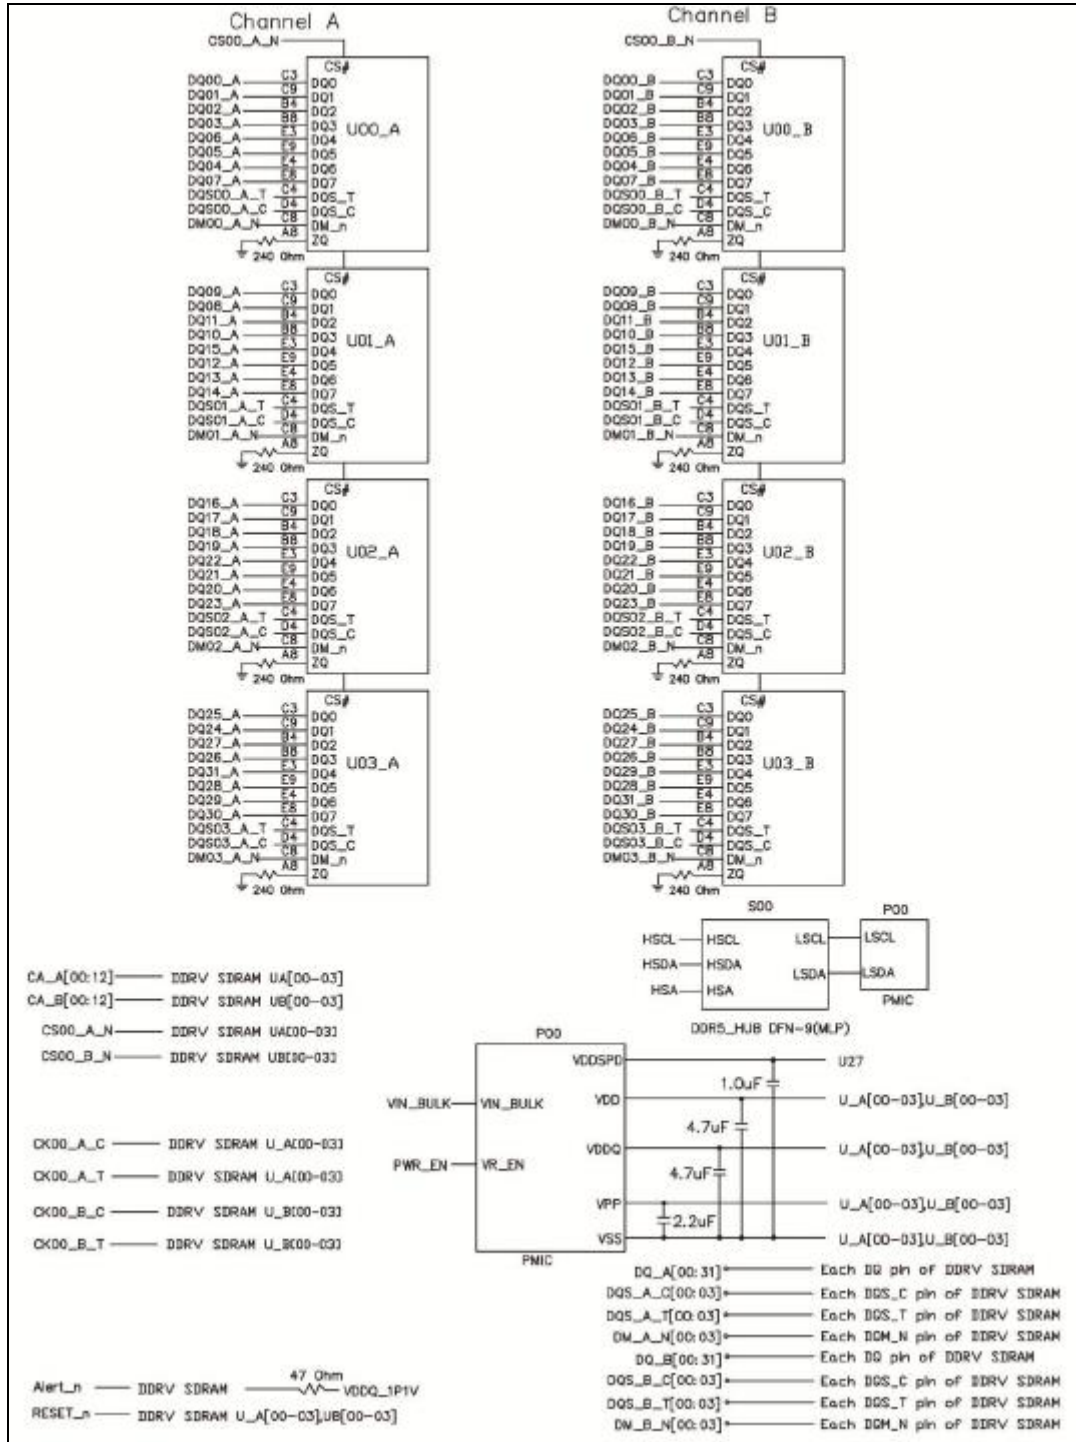 Channel A
CS00_A_N
CS#
DQ00_A C3 DQ0
DQ01_A C9 DQ1
DQ02_A B4 DQ2
DQ03_A B8 DQ3
DQ06_A E3 DQ4
DQ05_A E9 DQ5
DQ04_A E4 DQ6
DQ07_A E8 DQ7
DQS00_A_T C4 DQS_T
DQS00_A_C D4 DQS_C
DM00_A_N C8 DM_n
A8 ZQ
240 Ohm
U00_A
CS#
DQ09_A C3 DQ0
DQ08_A C9 DQ1
DQ11_A B4 DQ2
DQ10_A B8 DQ3
DQ15_A E3 DQ4
DQ12_A E9 DQ5
DQ13_A E4 DQ6
DQ14_A E8 DQ7
DQS01_A_T C4 DQS_T
DQS01_A_C D4 DQS_C
DM01_A_N C8 DM_n
A8 ZQ
240 Ohm
U01_A
CS#
DQ16_A C3 DQ0
DQ17_A C9 DQ1
DQ18_A B4 DQ2
DQ19_A B8 DQ3
DQ22_A E3 DQ4
DQ21_A E9 DQ5
DQ20_A E4 DQ6
DQ23_A E8 DQ7
DQS02_A_T C4 DQS_T
DQS02_A_C D4 DQS_C
DM02_A_N C8 DM_n
A8 ZQ
240 Ohm
U02_A
CS#
DQ25_A C3 DQ0
DQ24_A C9 DQ1
DQ27_A B4 DQ2
DQ26_A B8 DQ3
DQ31_A E3 DQ4
DQ28_A E9 DQ5
DQ29_A E4 DQ6
DQ30_A E8 DQ7
DQS03_A_T C4 DQS_T
DQS03_A_C D4 DQS_C
DM03_A_N C8 DM_n
A8 ZQ
240 Ohm
U03_A
Channel B
CS00_B_N
CS#
DQ00_B C3 DQ0
DQ01_B C9 DQ1
DQ02_B B4 DQ2
DQ03_B B8 DQ3
DQ06_B E3 DQ4
DQ05_B E9 DQ5
DQ04_B E4 DQ6
DQ07_B E8 DQ7
DQS00_B_T C4 DQS_T
DQS00_B_C D4 DQS_C
DM00_B_N C8 DM_n
A8 ZQ
240 Ohm
U00_B
CS#
DQ09_B C3 DQ0
DQ08_B C9 DQ1
DQ11_B B4 DQ2
DQ10_B B8 DQ3
DQ15_B E3 DQ4
DQ12_B E9 DQ5
DQ13_B E4 DQ6
DQ14_B E8 DQ7
DQS01_B_T C4 DQS_T
DQS01_B_C D4 DQS_C
DM01_B_N C8 DM_n
A8 ZQ
240 Ohm
U01_B
CS#
DQ16_B C3 DQ0
DQ17_B C9 DQ1
DQ18_B B4 DQ2
DQ19_B B8 DQ3
DQ22_B E3 DQ4
DQ21_B E9 DQ5
DQ20_B E4 DQ6
DQ23_B E8 DQ7
DQS02_B_T C4 DQS_T
DQS02_B_C D4 DQS_C
DM02_B_N C8 DM_n
A8 ZQ
240 Ohm
U02_B
CS#
DQ25_B C3 DQ0
DQ24_B C9 DQ1
DQ27_B B4 DQ2
DQ26_B B8 DQ3
DQ29_B E3 DQ4
DQ28_B E9 DQ5
DQ31_B E4 DQ6
DQ30_B E8 DQ7
DQS03_B_T C4 DQS_T
DQS03_B_C D4 DQS_C
DM03_B_N C8 DM_n
A8 ZQ
240 Ohm
U03_B
S00 P00
HSCL HSCL LSCL LSCL
HSDA HSDA LSDA LSDA
HSA HSA
PMIC
DDR5_HUB DFN-9(MLP)
CA_A[00:12] DDRV SDRAM UA[00-03]
CA_B[00:12] DDRV SDRAM UB[00-03]
CS00_A_N DDRV SDRAM UA[00-03]
CS00_B_N DDRV SDRAM UB[00-03]
CK00_A_C DDRV SDRAM U_A[00-03]
CK00_A_T DDRV SDRAM U_A[00-03]
CK00_B_C DDRV SDRAM U_B[00-03]
CK00_B_T DDRV SDRAM U_B[00-03]
P00
VDDSPD U27
1.0uF
VIN_BULK VIN_BULK VDD U_A[00-03],U_B[00-03]
4.7uF
PWR_EN VR_EN VDDQ U_A[00-03],U_B[00-03]
4.7uF
VPP U_A[00-03],U_B[00-03]
2.2uF
VSS U_A[00-03],U_B[00-03]
PMIC
DQ_A[00:31] Each DQ pin of DDRV SDRAM
DQS_A_C[00:03] Each DQS_C pin of DDRV SDRAM
DQS_A_T[00:03] Each DQS_T pin of DDRV SDRAM
DM_A_N[00:03] Each DQM_N pin of DDRV SDRAM
DQ_B[00:31] Each DQ pin of DDRV SDRAM
DQS_B_C[00:03] Each DQS_C pin of DDRV SDRAM
DQS_B_T[00:03] Each DQS_T pin of DDRV SDRAM
DM_B_N[00:03] Each DQM_N pin of DDRV SDRAM
47 Ohm
Alert_n DDRV SDRAM VDDQ_1P1V
RESET_n DDRV SDRAM U_A[00-03],UB[00-03]